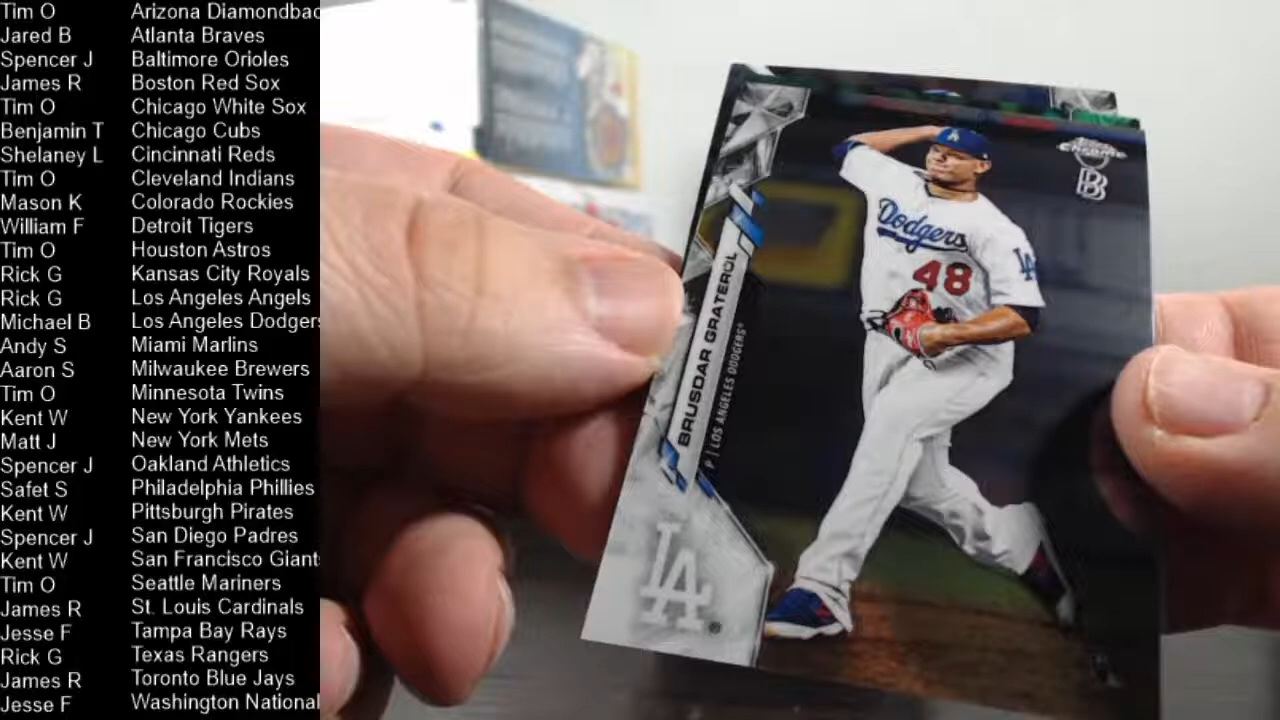 Tim O Arizona Diamondbac
Jared B Atlanta Braves
Spencer J Baltimore Orioles
James R Boston Red Sox
Tim O Chicago White Sox
Benjamin T Chicago Cubs
Shelaney L Cincinnati Reds
Tim O Cleveland Indians
Mason K Colorado Rockies
William F Detroit Tigers
Tim O Houston Astros
Rick G Kansas City Royals
Rick G Los Angeles Angels
Michael B Los Angeles Dodgers
Andy S Miami Marlins
Aaron S Milwaukee Brewers
Tim O Minnesota Twins
Kent W New York Yankees
Matt J New York Mets
Spencer J Oakland Athletics
Safet S Philadelphia Phillies
Kent W Pittsburgh Pirates
Spencer J San Diego Padres
Kent W San Francisco Giants
Tim O Seattle Mariners
James R St. Louis Cardinals
Jesse F Tampa Bay Rays
Rick G Texas Rangers
James R Toronto Blue Jays
Jesse F Washington National
Chrome
B
LA
Dodgers
48
LA
BRUSDAR GRATEROL
P | LOS ANGELES DODGERS®
LA